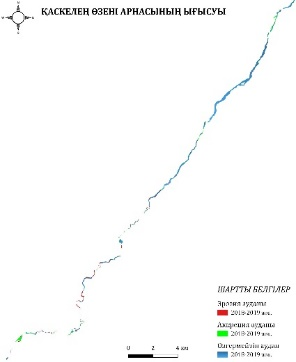 ҚАСКЕЛЕҢ ӨЗЕНІ АРНАСЫНЫҢ ЫҒЫСУЫ
ШАРТТЫ БЕЛГІЛЕР
Эрозия ауданы
2018-2019 жж.
Акреция ауданы
2018-2019 жж.
Өзгермейтін аудан
2018-2019 жж.
0 2 4 км